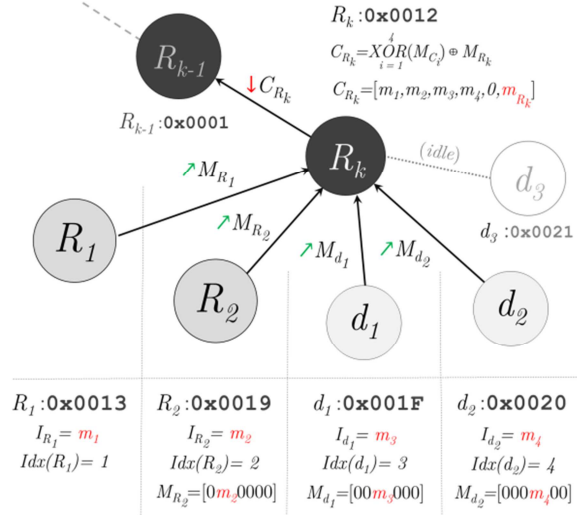 R_k:0x0012
C_{R_k}=XOR_{i=1}^{4}(M_{C_i})⊕M_{R_k}
C_{R_k}=[m_1,m_2,m_3,m_4,0,m_{R_k}]
R_{k-1}
↓C_{R_k}
R_{k-1}:0x0001
R_k
(idle)
d_3
d_3:0x0021
↗M_{R_1}
↗M_{R_2}
↗M_{d_1}
↗M_{d_2}
R_1
R_2
d_1
d_2
R_1:0x0013
I_{R_1}=m_1
Idx(R_1)=1
R_2:0x0019
I_{R_2}=m_2
Idx(R_2)=2
M_{R_2}=[0m_20000]
d_1:0x001F
I_{d_1}=m_3
Idx(d_1)=3
M_{d_1}=[00m_3000]
d_2:0x0020
I_{d_2}=m_4
Idx(d_2)=4
M_{d_2}=[000m_400]